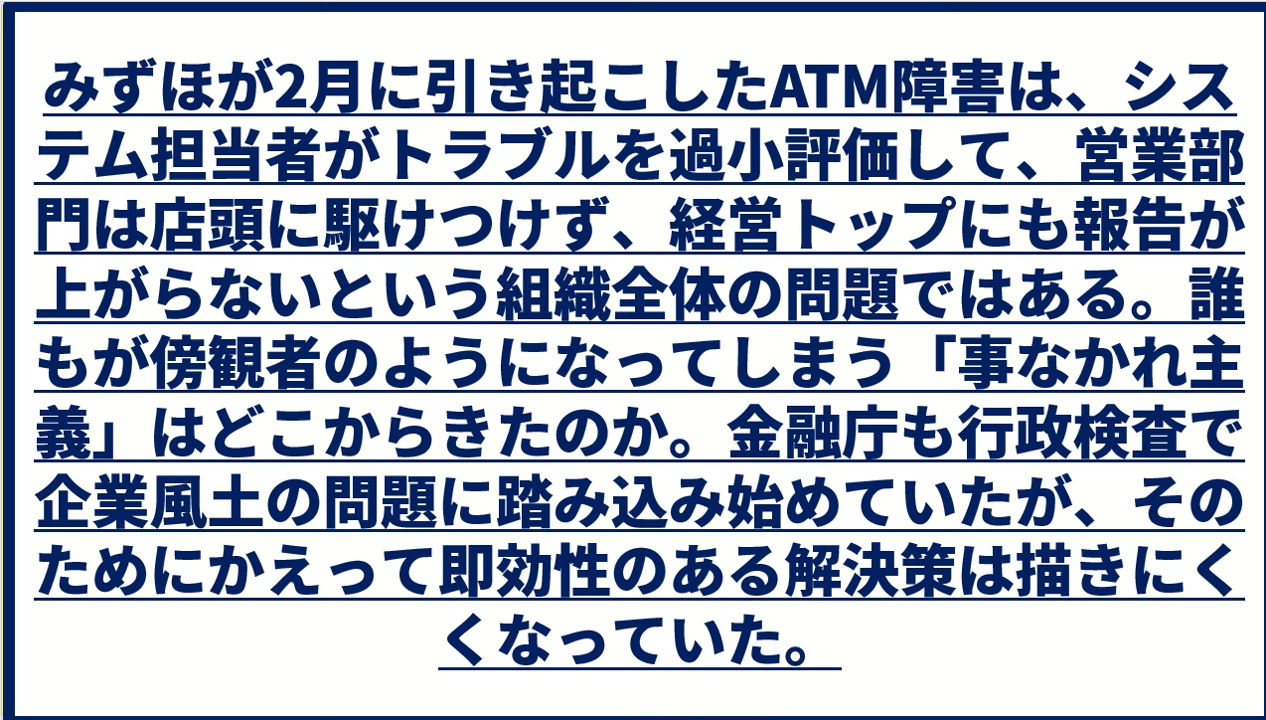 みずほが2月に引き起こしたATM障害は、シス
テム担当者がトラブルを過小評価して、営業部
門は店頭に駆けつけず、経営トップにも報告が
上がらないという組織全体の問題ではある。誰
もが傍観者のようになってしまう「事なかれ主
義」はどこからきたのか。金融庁も行政検査で
企業風土の問題に踏み込み始めていたが、その
ためにかえって即効性のある解決策は描きにく
くなっていた。